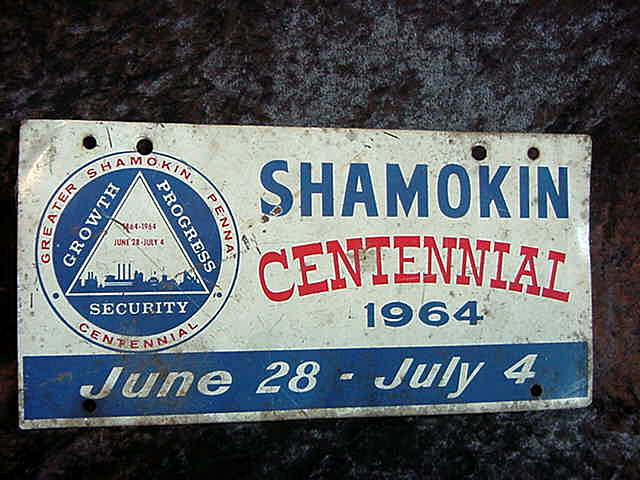 GREATER SHAMOKIN, PENNA
GROWTH
PROGRESS
1864-1964
JUNE 28-JULY 4
SECURITY
CENTENNIAL
SHAMOKIN
CENTENNIAL
1964
June 28 - July 4